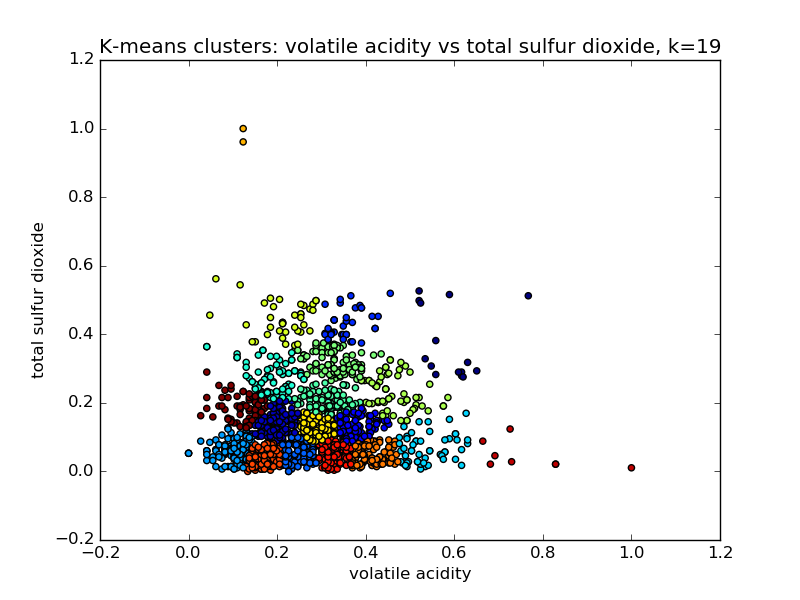 K-means clusters: volatile acidity vs total sulfur dioxide, k=19
1.2
1.0
0.8
0.6
0.4
0.2
0.0
−0.2
total sulfur dioxide
−0.2 0.0 0.2 0.4 0.6 0.8 1.0 1.2
volatile acidity